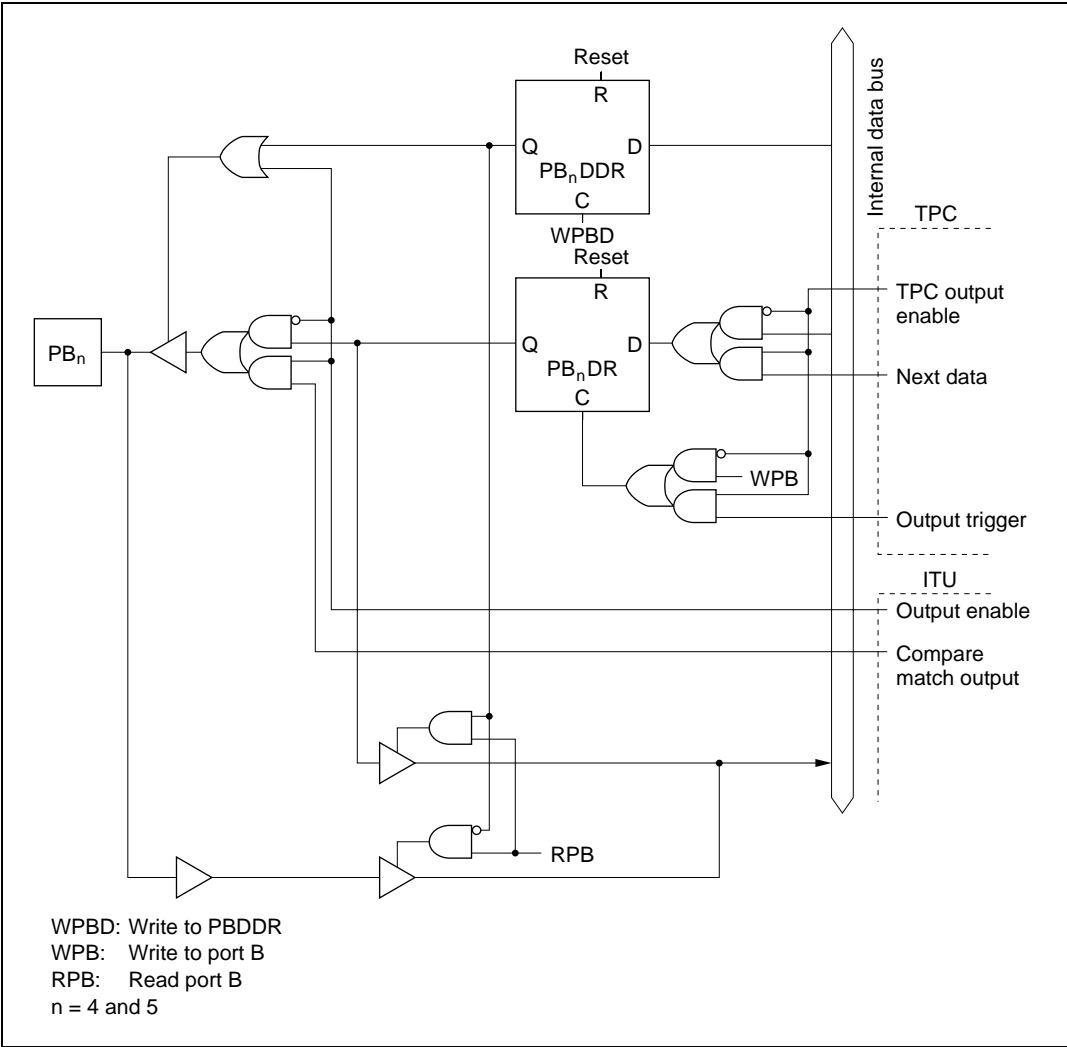 Reset
R
Q D
PBnDDR
C
WPBD
Internal data bus
TPC
Reset
R
Q D
PBnDR
C
TPC output
enable
Next data
PBn
WPB
Output trigger
ITU
Output enable
Compare
match output
RPB
WPBD: Write to PBDDR
WPB: Write to port B
RPB: Read port B
n = 4 and 5